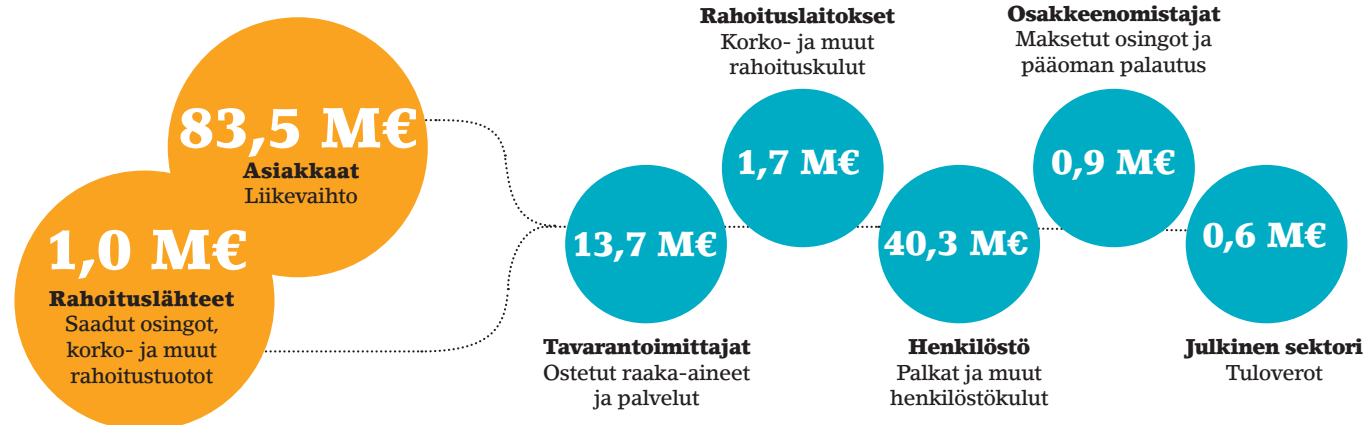 83,5 M€
Asiakkaat
Liikevaihto
1,0 M€
Rahoituslähteet
Saadut osingot,
korko- ja muut
rahoitustuotot
13,7 M€
Tavarantoimittajat
Ostetut raaka-aineet
ja palvelut
Rahoituslaitokset
Korko- ja muut
rahoituskulut
1,7 M€
40,3 M€
Henkilöstö
Palkat ja muut
henkilöstökulut
Osakkeenomistajat
Maksetut osingot ja
pääoman palautus
0,9 M€
0,6 M€
Julkinen sektori
Tuloverot